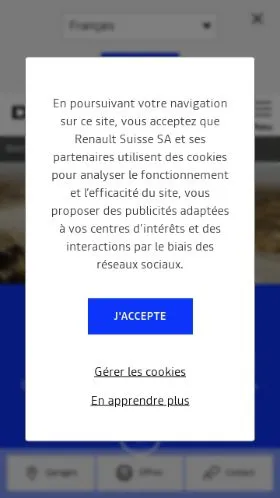 Français
En poursuivant votre navigation
sur ce site, vous acceptez que
Renault Suisse SA et ses
partenaires utilisent des cookies
pour analyser le fonctionnement
et l'efficacité du site, vous
proposer des publicités adaptées
à vos centres d'intérêts et des
interactions par le biais des
réseaux sociaux.
J'ACCEPTE
Gérer les cookies
En apprendre plus
Garages
Offres
Contact